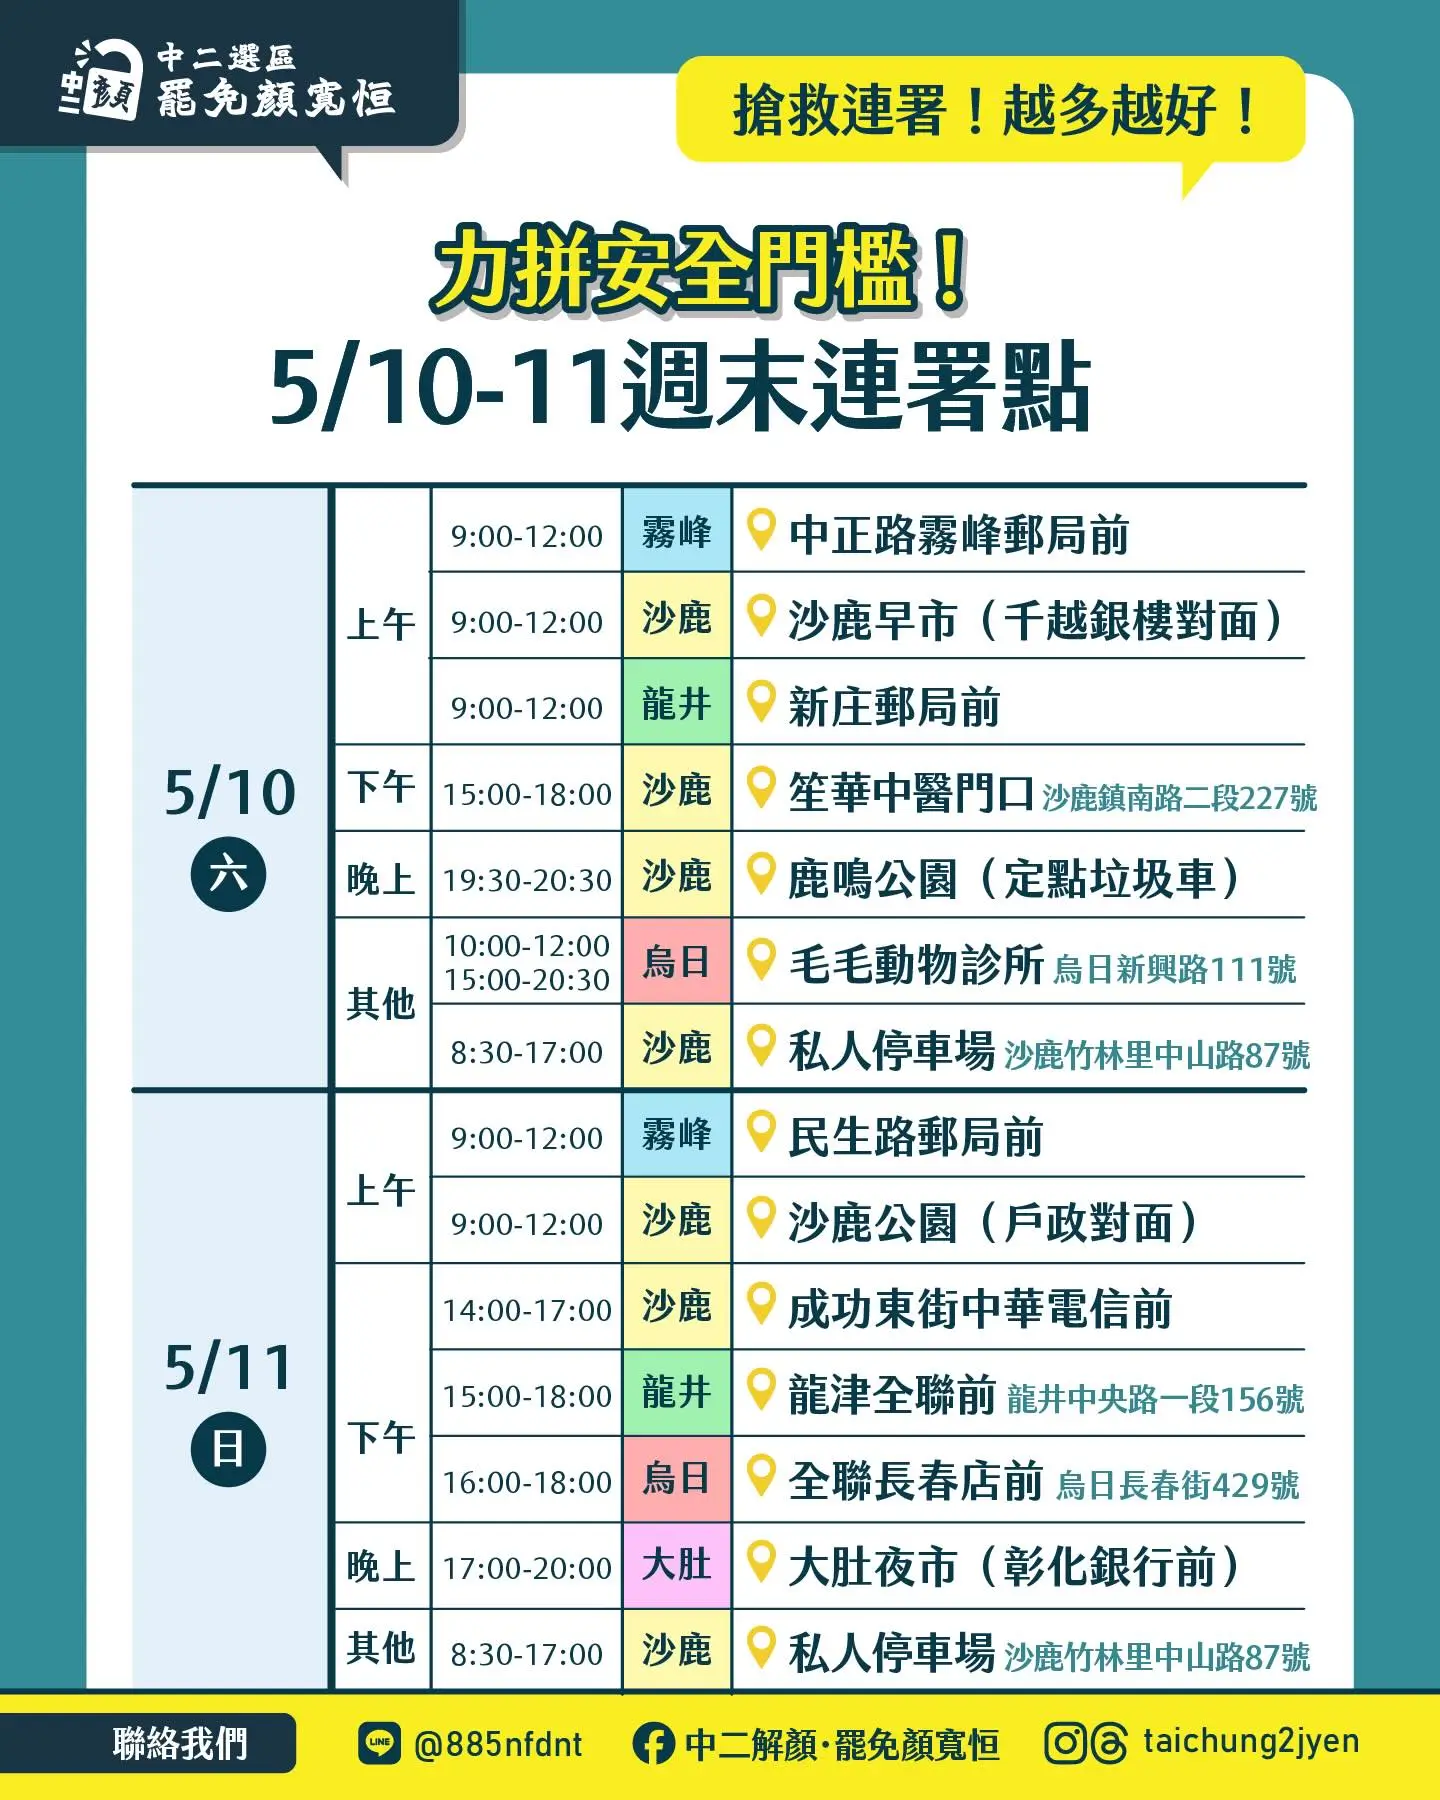 中二
顏
中二選區
罷免顏寬恒
搶救連署！越多越好！
力拼安全門檻！
5/10-11週末連署點
5/10
六
上午
9:00-12:00 霧峰 中正路霧峰郵局前
9:00-12:00 沙鹿 沙鹿早市（千越銀樓對面）
9:00-12:00 龍井 新庄郵局前
下午 15:00-18:00 沙鹿 笙華中醫門口 沙鹿鎮南路二段227號
晚上 19:30-20:30 沙鹿 鹿鳴公園（定點垃圾車）
其他
10:00-12:00
15:00-20:30 烏日 毛毛動物診所 烏日新興路111號
8:30-17:00 沙鹿 私人停車場 沙鹿竹林里中山路87號
5/11
日
上午
9:00-12:00 霧峰 民生路郵局前
9:00-12:00 沙鹿 沙鹿公園（戶政對面）
下午
14:00-17:00 沙鹿 成功東街中華電信前
15:00-18:00 龍井 龍津全聯前 龍井中央路一段156號
16:00-18:00 烏日 全聯長春店前 烏日長春街429號
晚上 17:00-20:00 大肚 大肚夜市（彰化銀行前）
其他 8:30-17:00 沙鹿 私人停車場 沙鹿竹林里中山路87號
聯絡我們 LINE @885nfdnt 中二解顏·罷免顏寬恒 taichung2jyen